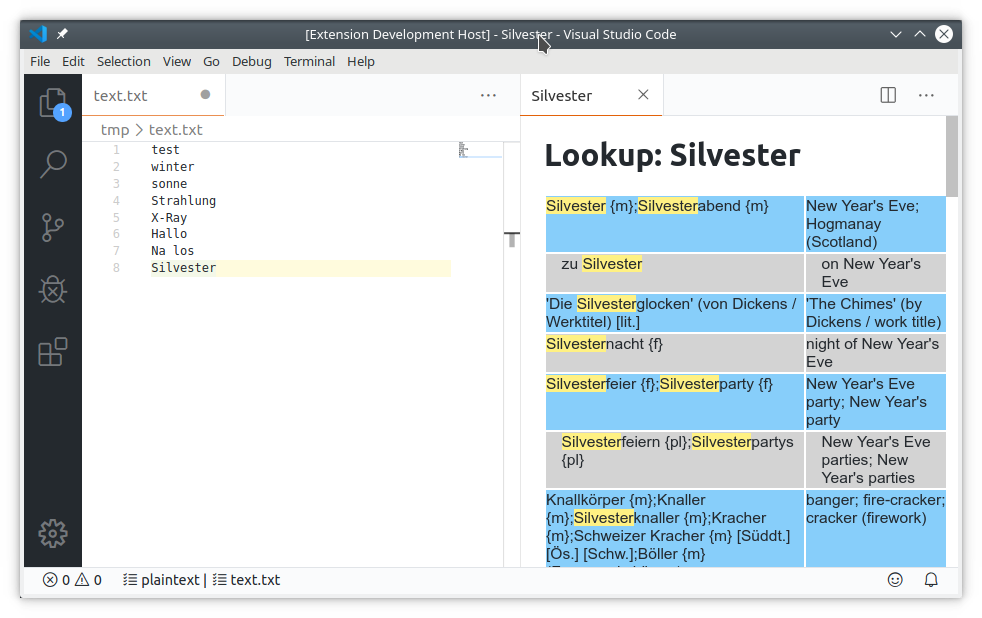 [Extension Development Host] - Silvester - Visual Studio Code
File Edit Selection View Go Debug Terminal Help
1
text.txt
tmp > text.txt
1 test
2 winter
3 sonne
4 Strahlung
5 X-Ray
6 Hallo
7 Na los
8 Silvester
Silvester
Lookup: Silvester
Silvester {m};Silvesterabend {m}
New Year's Eve;
Hogmanay
(Scotland)
zu Silvester
on New Year's
Eve
'Die Silvesterglocken' (von Dickens /
Werktitel) [lit.]
'The Chimes' (by
Dickens / work title)
Silvesternacht {f}
night of New Year's
Eve
Silvesterfeier {f};Silvesterparty {f}
New Year's Eve
party; New Year's
party
Silvesterfeiern {pl};Silvesterpartys
{pl}
New Year's Eve
parties; New
Year's parties
Knallkörper {m};Knaller
{m};Silvesterknaller {m};Kracher
{m};Schweizer Kracher {m} [Süddt.]
[Ös.] [Schw.];Böller {m}
banger; fire-cracker;
cracker (firework)
0 0 plaintext | text.txt